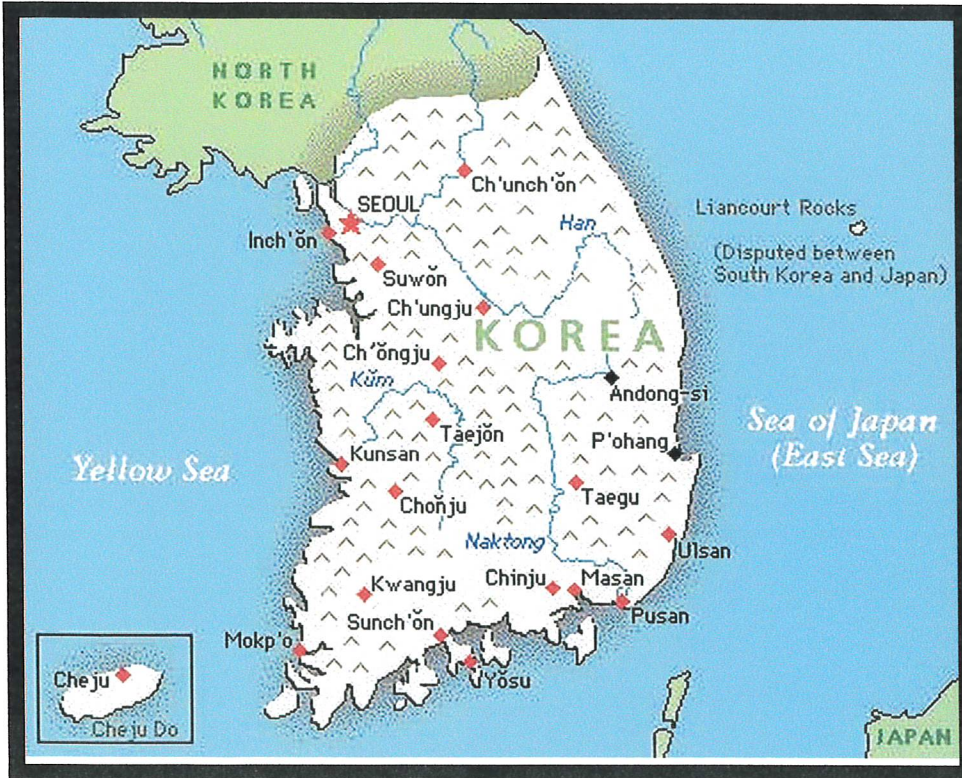 NORTH
KOREA
Ch'unch'ŏn
SEOUL
Liancourt Rocks
Han
Inch'ŏn
(Disputed between
South Korea and Japan)
Suwŏn
Ch'ungju
KOREA
Ch'ŏngju
Kŭm
Andong-si
Sea of Japan
(East Sea)
Taejŏn
P'ohang
Yellow Sea
Kunsan
Taegu
Choňju
Naktong
Ulsan
Kwangju
Chinju
Masan
Pusan
Sunch'ŏn
Mokp'o
Cheju
Yŏsu
Cheju Do
JAPAN